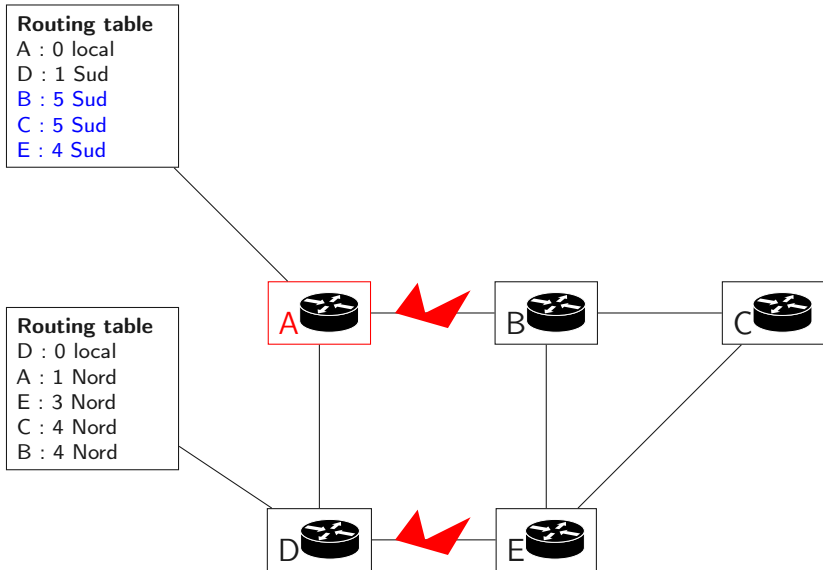 Routing table
A : 0 local
D : 1 Sud
B : 5 Sud
C : 5 Sud
E : 4 Sud
A
B
C
Routing table
D : 0 local
A : 1 Nord
E : 3 Nord
C : 4 Nord
B : 4 Nord
D
E